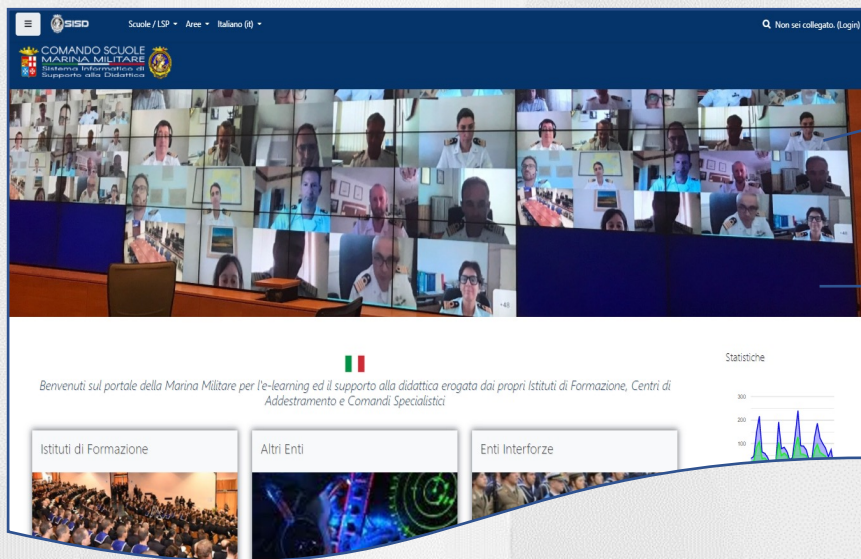 SISD
Scuole / LSP Aree Italiano (it)
Non sei collegato. (Login)
COMANDO SCUOLE
MARINA MILITARE
Sistema Informatico di
Supporto alla Didattica
+40
Benvenuti sul portale della Marina Militare per l'e-learning ed il supporto alla didattica erogata dai propri Istituti di Formazione, Centri di
Addestramento e Comandi Specialistici
Statistiche
300
200
100
Istituti di Formazione
Altri Enti
Enti Interforze